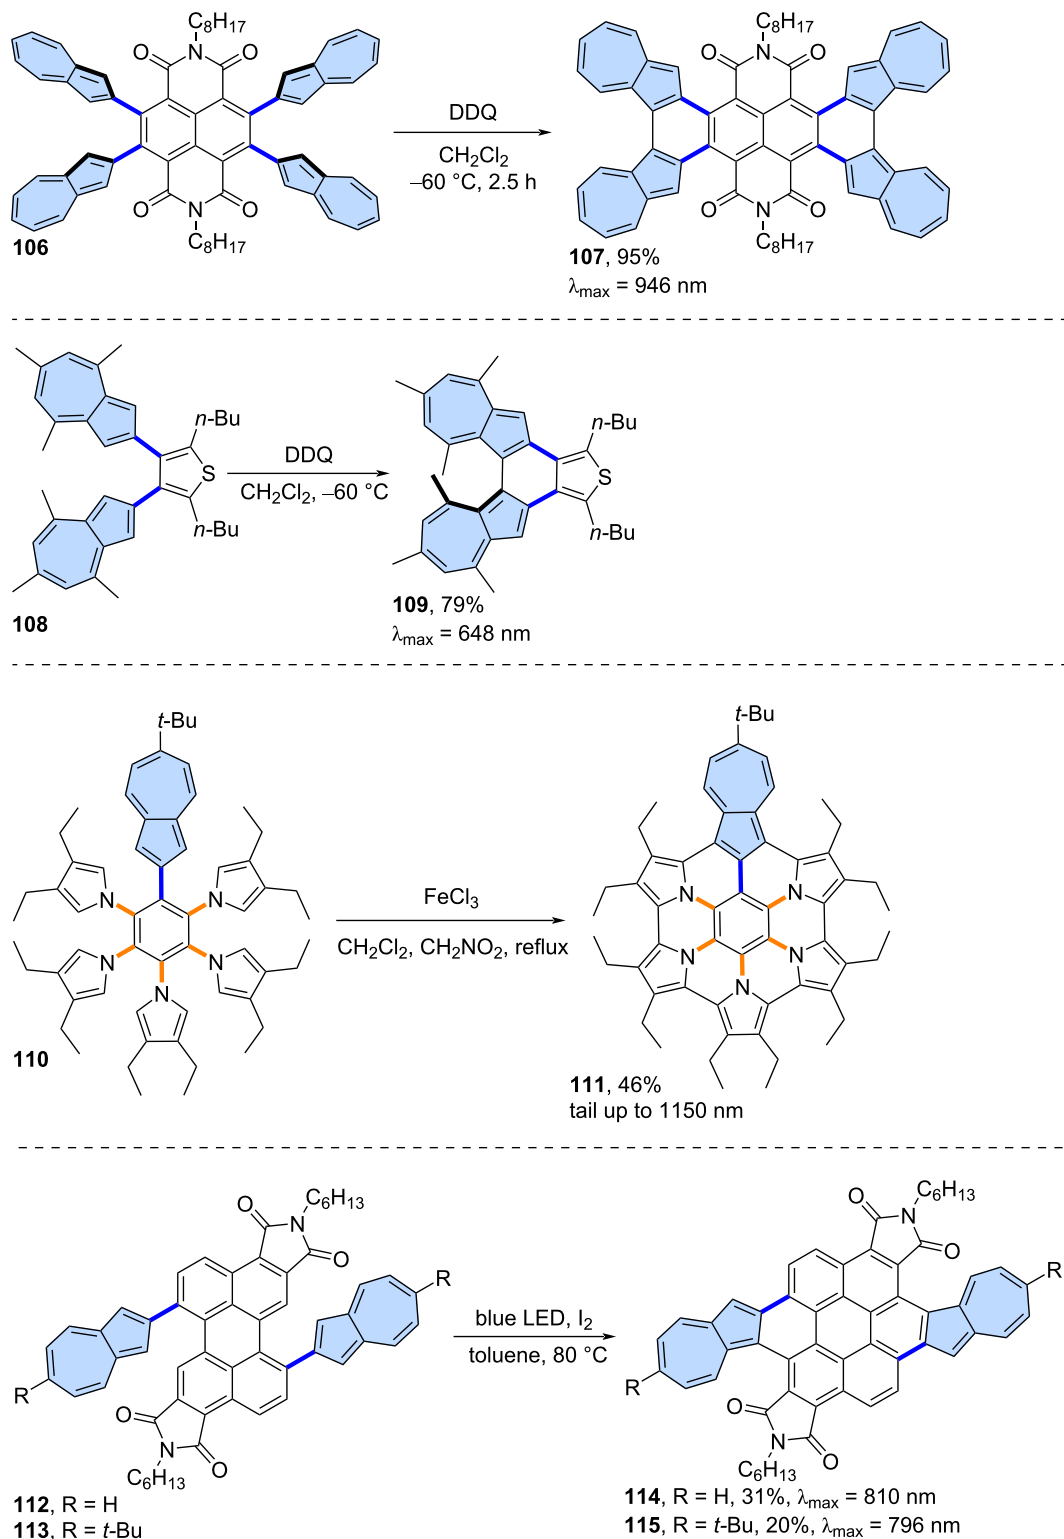 C8H17
C8H17
O
N
O
O
N
O
DDQ
CH2Cl2
–60 °C, 2.5 h
O
N
O
O
N
O
C8H17
C8H17
106
107, 95%
λmax = 946 nm
n-Bu
S
n-Bu
DDQ
CH2Cl2, –60 °C
n-Bu
S
n-Bu
108
109, 79%
λmax = 648 nm
t-Bu
t-Bu
N
N
N
N
N
FeCl3
CH2Cl2, CH2NO2, reflux
N
N
N
N
N
110
111, 46%
tail up to 1150 nm
C6H13
C6H13
O
N
O
O
N
O
R
R
blue LED, I2
toluene, 80 °C
R
R
O
N
O
O
N
O
C6H13
C6H13
112, R = H
113, R = t-Bu
114, R = H, 31%, λmax = 810 nm
115, R = t-Bu, 20%, λmax = 796 nm